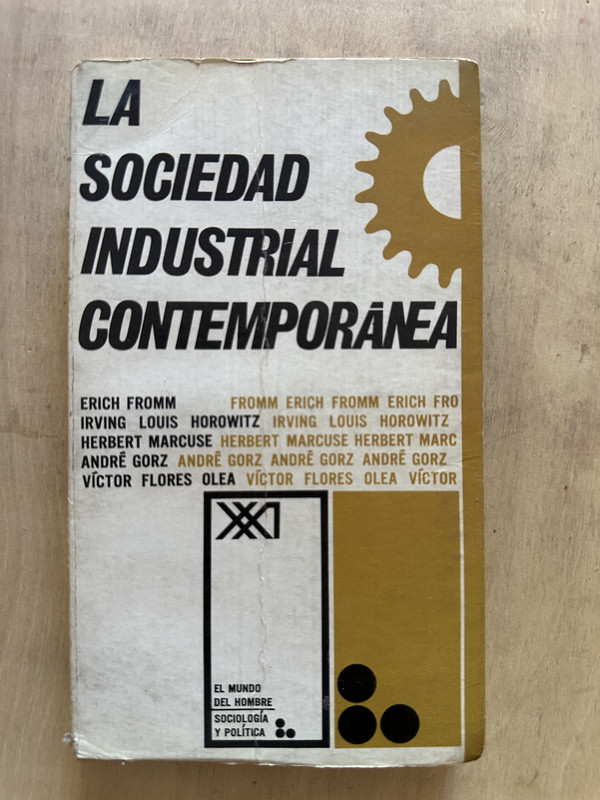 LA
SOCIEDAD
INDUSTRIAL
CONTEMPORÁNEA
ERICH FROMM FROMM ERICH FROMM ERICH FRO
IRVING LOUIS HOROWITZ IRVING LOUIS HOROWITZ
HERBERT MARCUSE HERBERT MARCUSE HERBERT MARC
ANDRÉ GORZ ANDRÉ GORZ ANDRÉ GORZ ANDRÉ GORZ
VÍCTOR FLORES OLEA VÍCTOR FLORES OLEA VÍCTOR
XXI
EL MUNDO
DEL HOMBRE
SOCIOLOGÍA
Y POLÍTICA